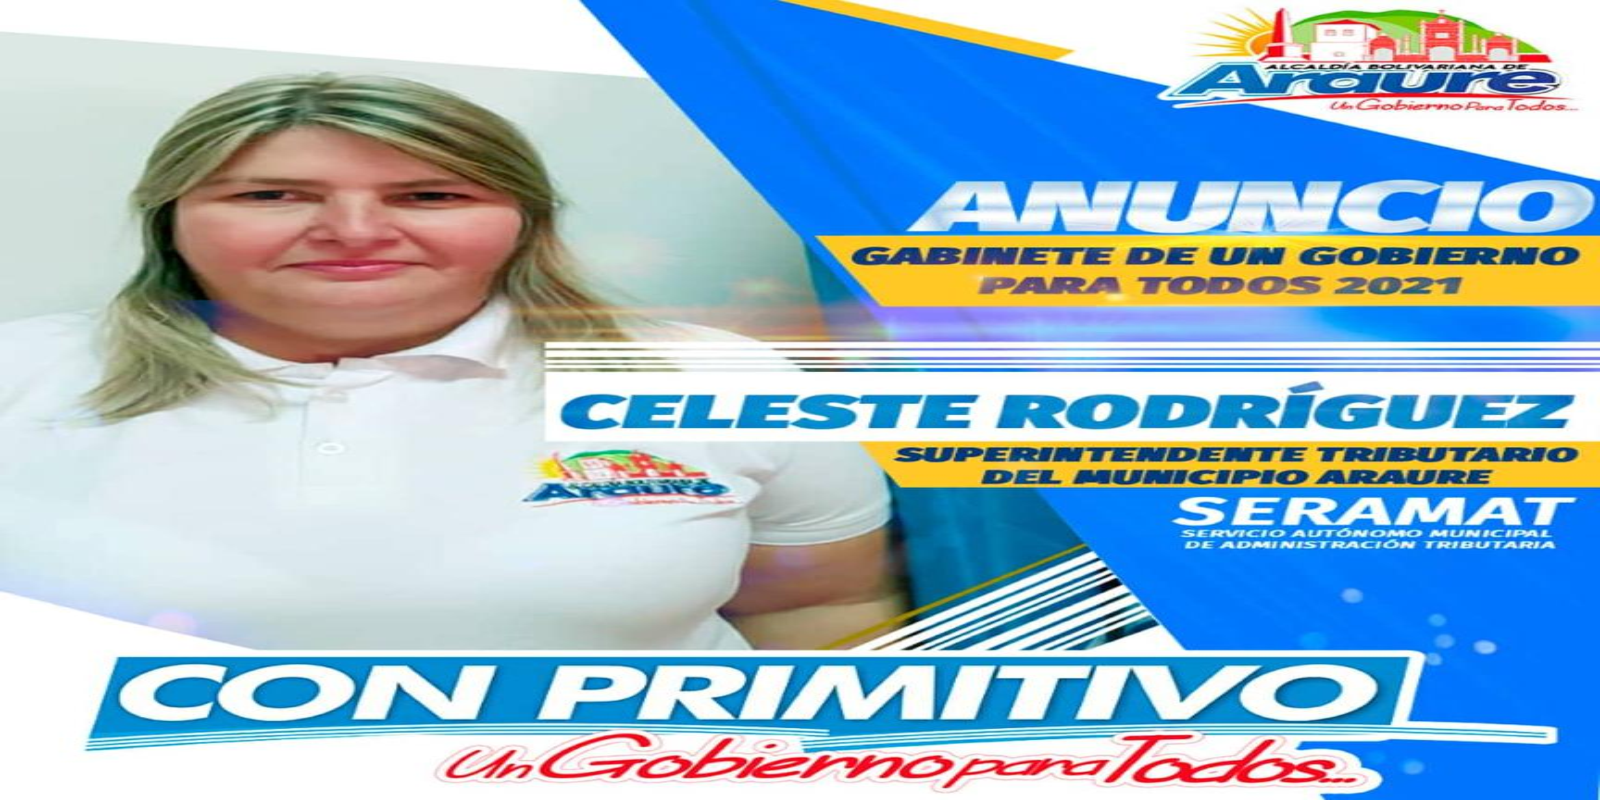 ALCALDÍA BOLIVARIANA DE
Araure
Un Gobierno Para Todos...
ANUNCIO
GABINETE DE UN GOBIERNO
PARA TODOS 2021
CELESTE RODRÍGUEZ
SUPERINTENDENTE TRIBUTARIO
DEL MUNICIPIO ARAURE
SERAMAT
SERVICIO AUTÓNOMO MUNICIPAL
DE ADMINISTRACIÓN TRIBUTARIA
Araure
CON PRIMITIVO
Un Gobierno para Todos...